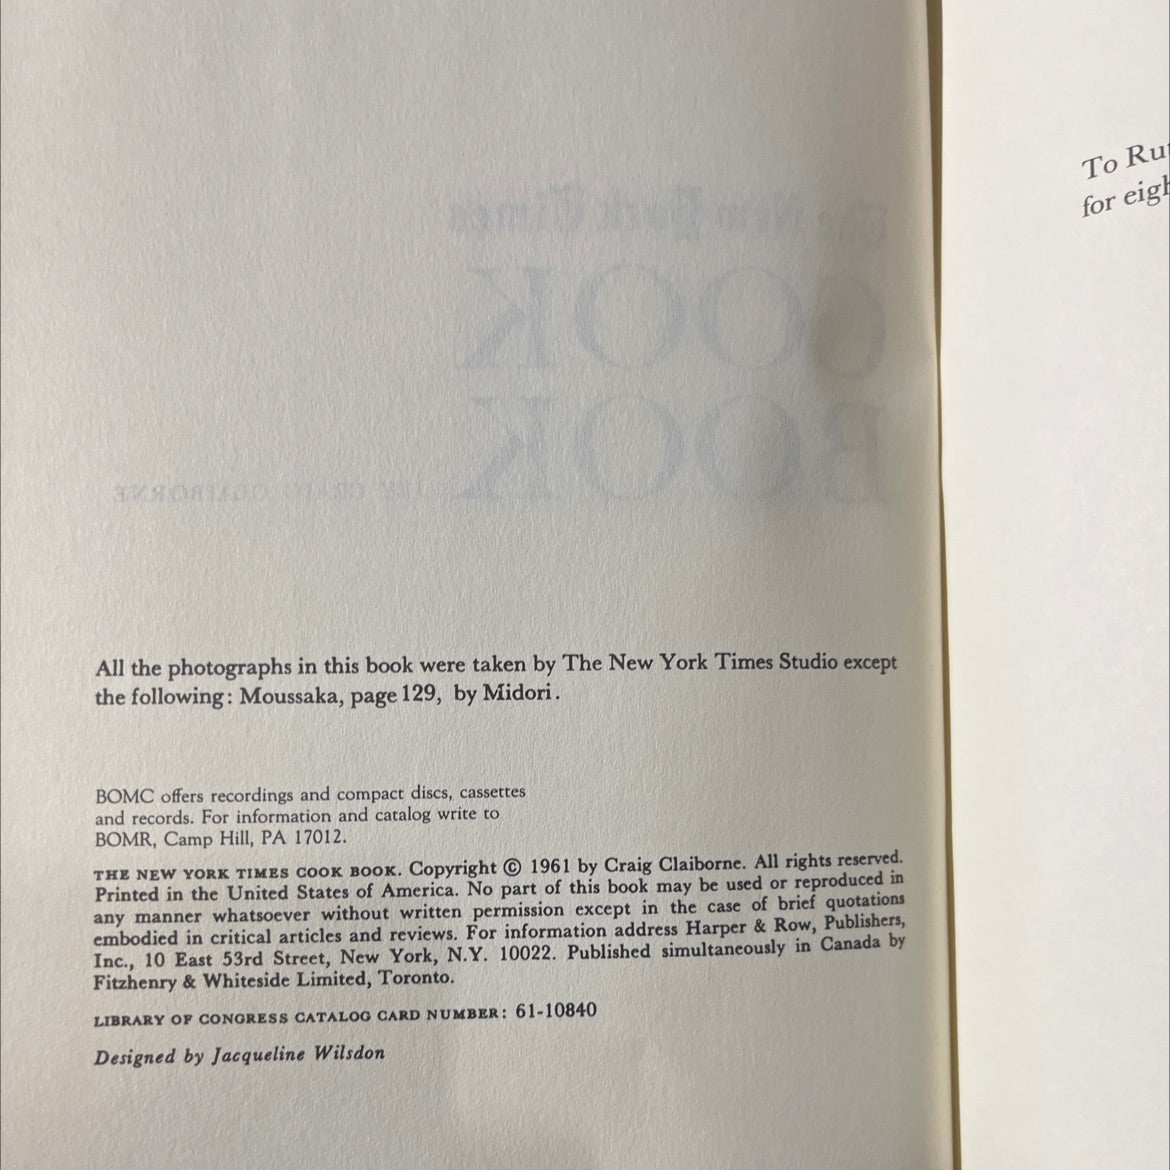 All the photographs in this book were taken by The New York Times Studio except
the following: Moussaka, page 129, by Midori.
BOMC offers recordings and compact discs, cassettes
and records. For information and catalog write to
BOMR, Camp Hill, PA 17012.
THE NEW YORK TIMES COOK BOOK. Copyright © 1961 by Craig Claiborne. All rights reserved.
Printed in the United States of America. No part of this book may be used or reproduced in
any manner whatsoever without written permission except in the case of brief quotations
embodied in critical articles and reviews. For information address Harper & Row, Publishers,
Inc., 10 East 53rd Street, New York, N.Y. 10022. Published simultaneously in Canada by
Fitzhenry & Whiteside Limited, Toronto.
LIBRARY OF CONGRESS CATALOG CARD NUMBER: 61-10840
Designed by Jacqueline Wilsdon
To
for